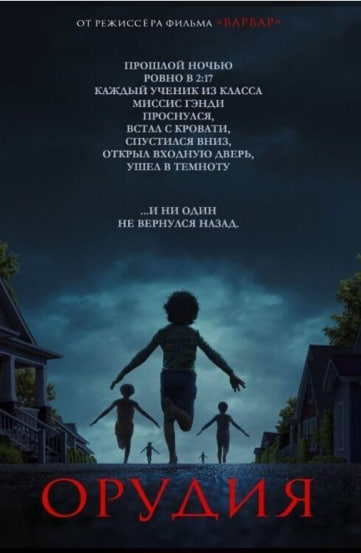 ОТ РЕЖИССЁРА ФИЛЬМА «ВАРВАР»
ПРОШЛОЙ НОЧЬЮ
РОВНО В 2:17
КАЖДЫЙ УЧЕНИК ИЗ КЛАССА
МИССИС ГЭНДИ
ПРОСНУЛСЯ,
ВСТАЛ С КРОВАТИ,
СПУСТИЛСЯ ВНИЗ,
ОТКРЫЛ ВХОДНУЮ ДВЕРЬ,
УШЕЛ В ТЕМНОТУ
...И НИ ОДИН
НЕ ВЕРНУЛСЯ НАЗАД.
ОРУДИЯ